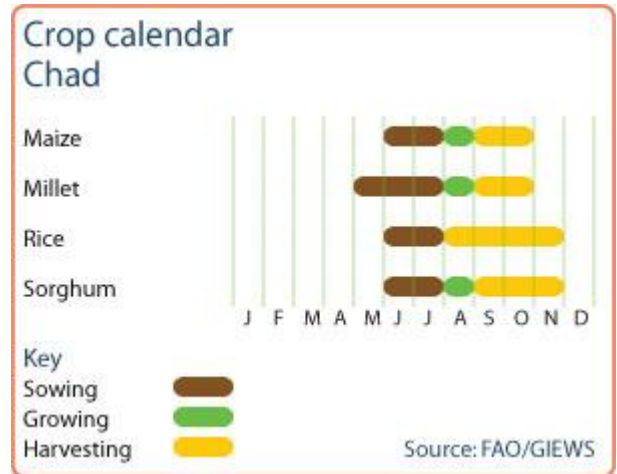 Crop calendar
Chad
Maize
Millet
Rice
Sorghum
J F M A M J J A S O N D
Key
Sowing
Growing
Harvesting
Source: FAO/GIEWS